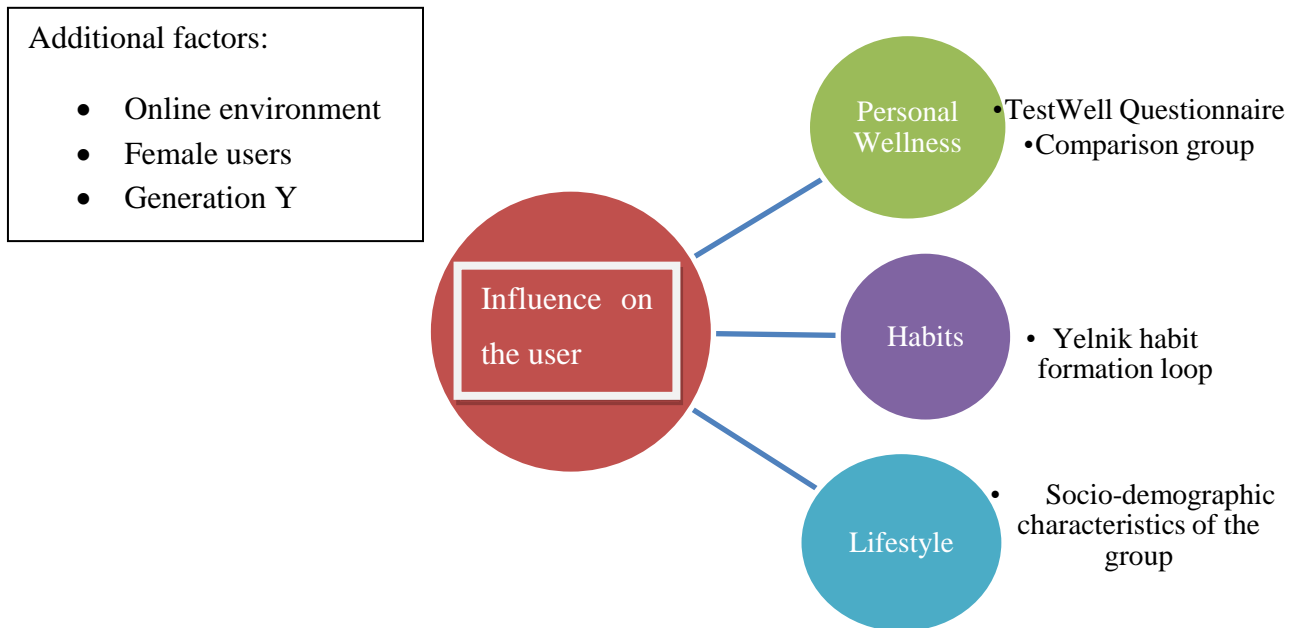 Additional factors:
• Online environment
• Female users
• Generation Y
Influence on
the user
Personal
Wellness
•TestWell Questionnaire
•Comparison group
Habits
• Yelnik habit
formation loop
Lifestyle
• Socio-demographic
characteristics of the
group